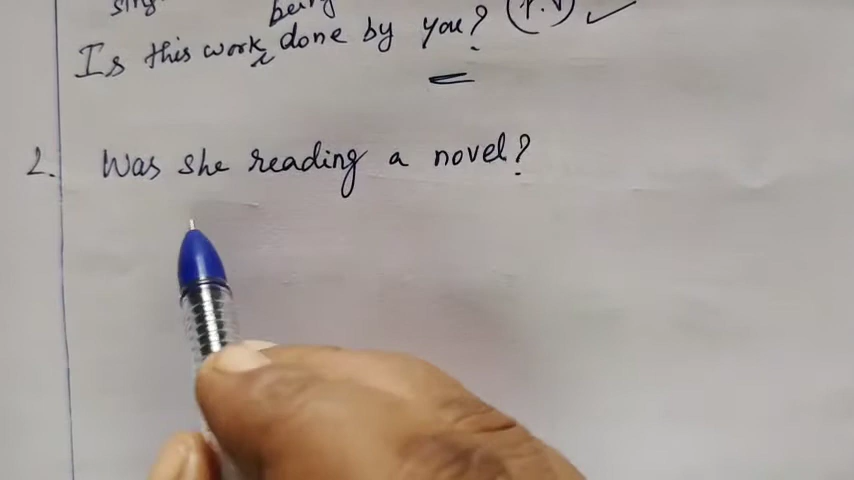 being
Is this work done by you? (P.V)
2. Was she reading a novel?